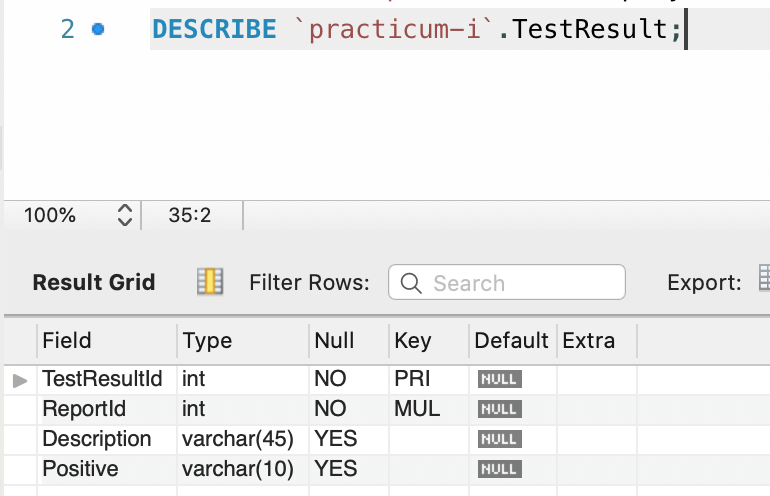 2 DESCRIBE `practicum-i`.TestResult;
100% 35:2
Result Grid Filter Rows: Search Export:
Field Type Null Key Default Extra
TestResultId int NO PRI NULL
ReportId int NO MUL NULL
Description varchar(45) YES NULL
Positive varchar(10) YES NULL